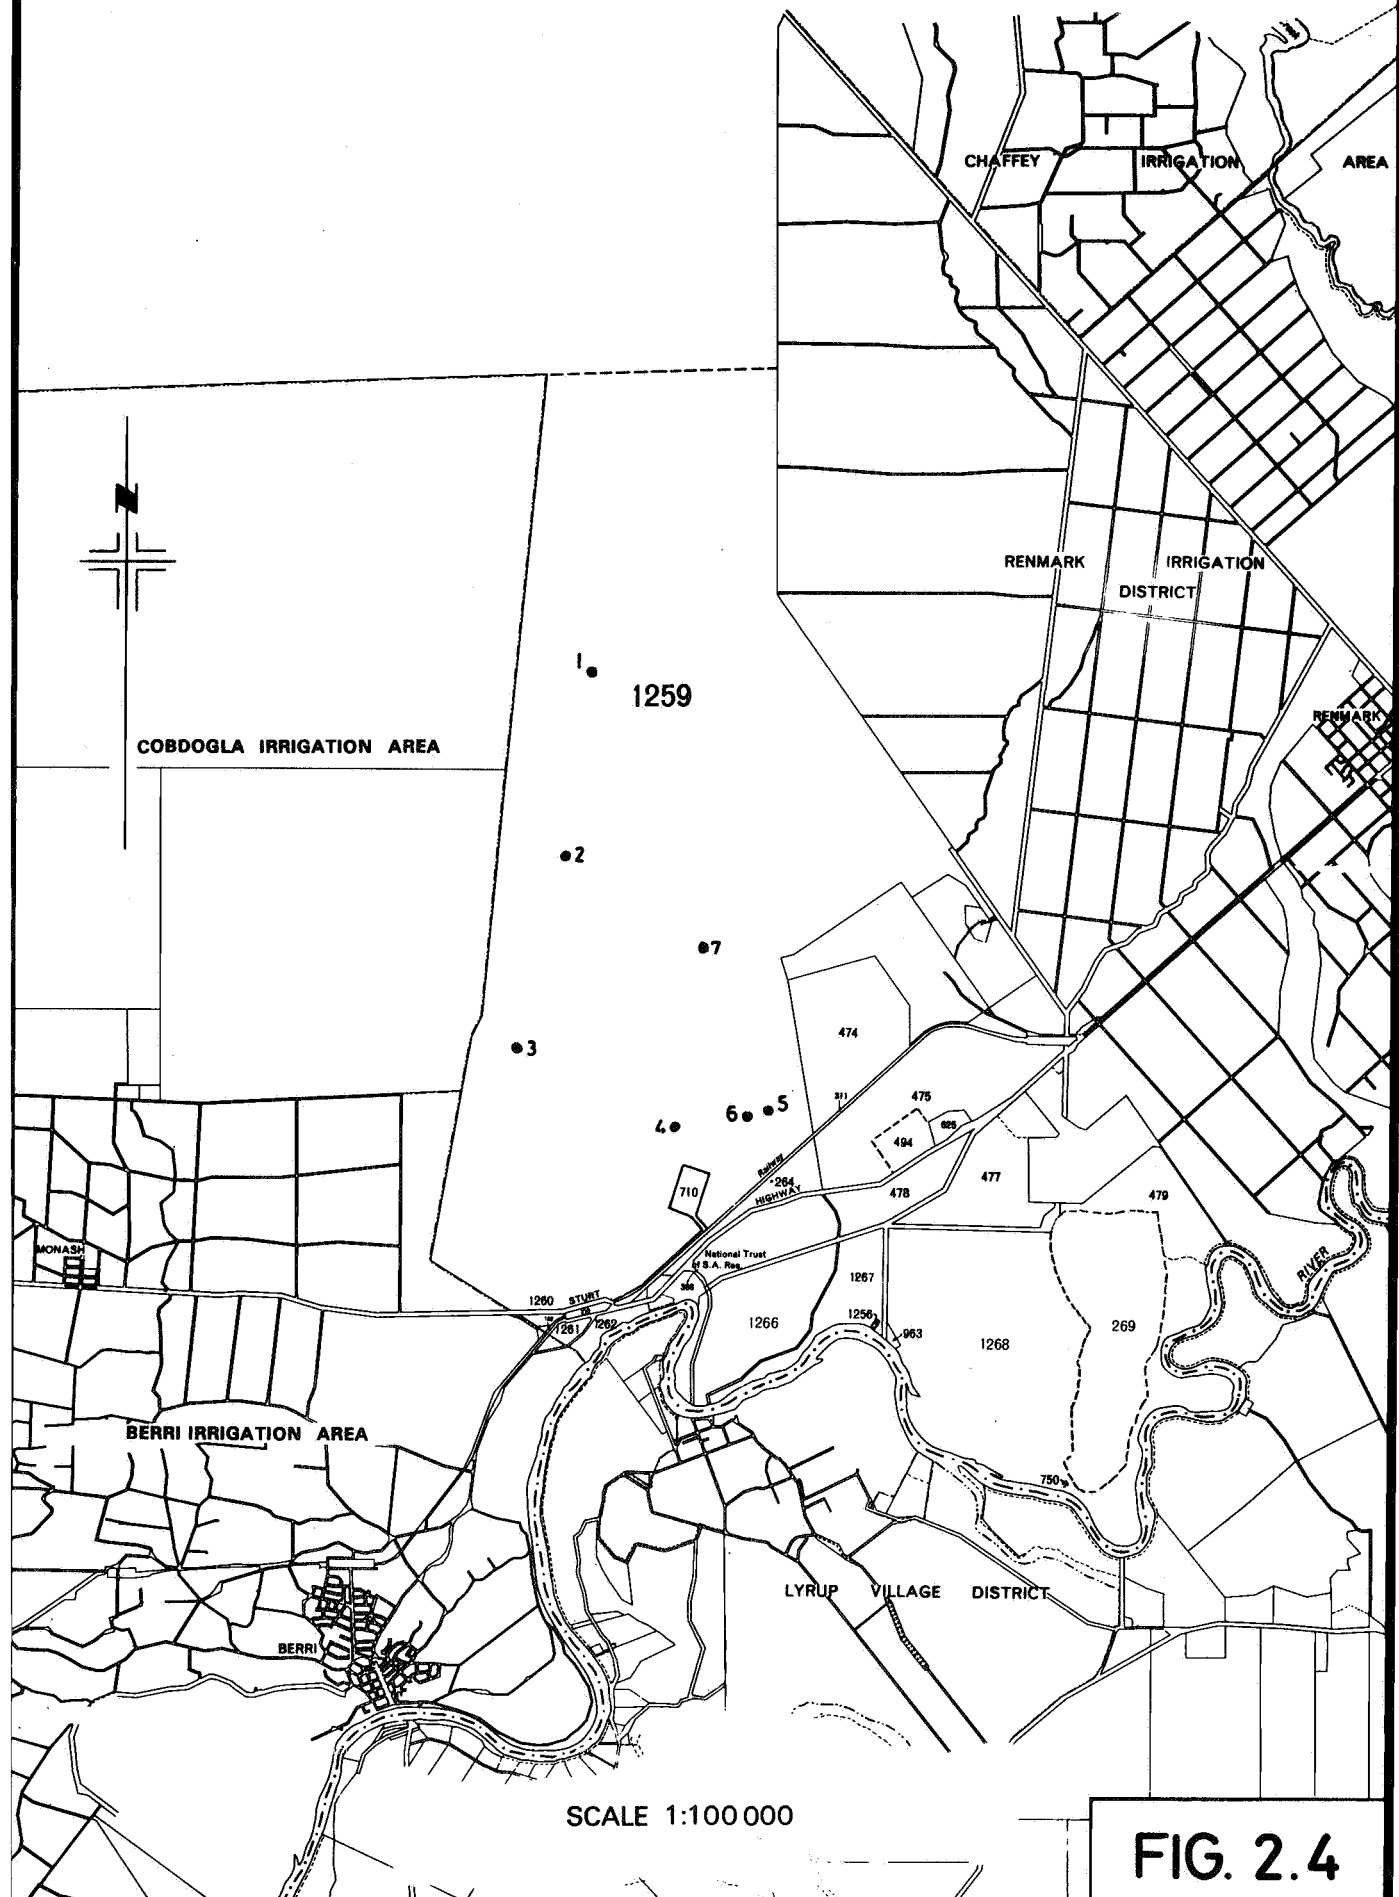 CHAFFEY IRRIGATION AREA
RENMARK IRRIGATION
DISTRICT
1
1259
RENMARK
COBDOGLA IRRIGATION AREA
2
7
474
3
311
475
5
6
4
625
494
Railway
264
710
HIGHWAY
478
477
479
MONASH
National Trust
of S.A. Res.
RIVER
1267
1260
STURT
1261
1262
1266
1256
963
1268
269
BERRI IRRIGATION AREA
750
LYRUP VILLAGE DISTRICT
BERRI
SCALE 1:100 000
FIG. 2.4